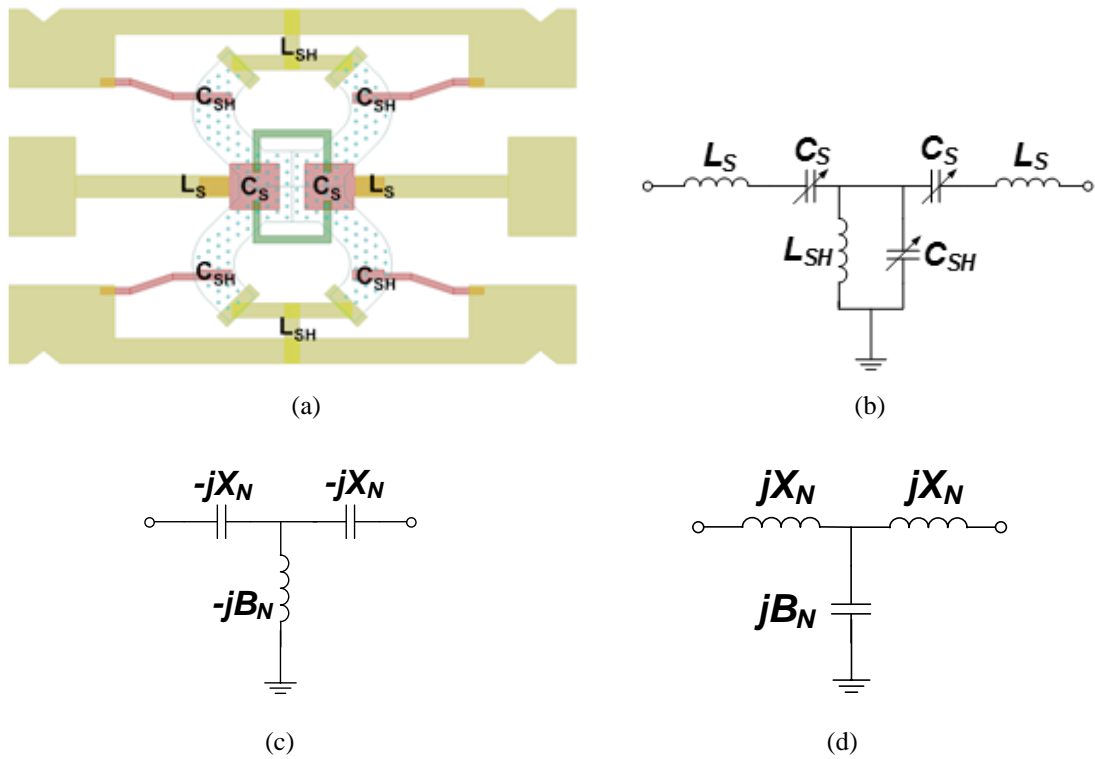 L_SH
C_SH C_SH
L_S C_S C_S L_S
C_SH C_SH
L_SH
(a)
L_S C_S C_S L_S
L_SH C_SH
(b)
-jX_N -jX_N
-jB_N
(c)
jX_N jX_N
jB_N
(d)